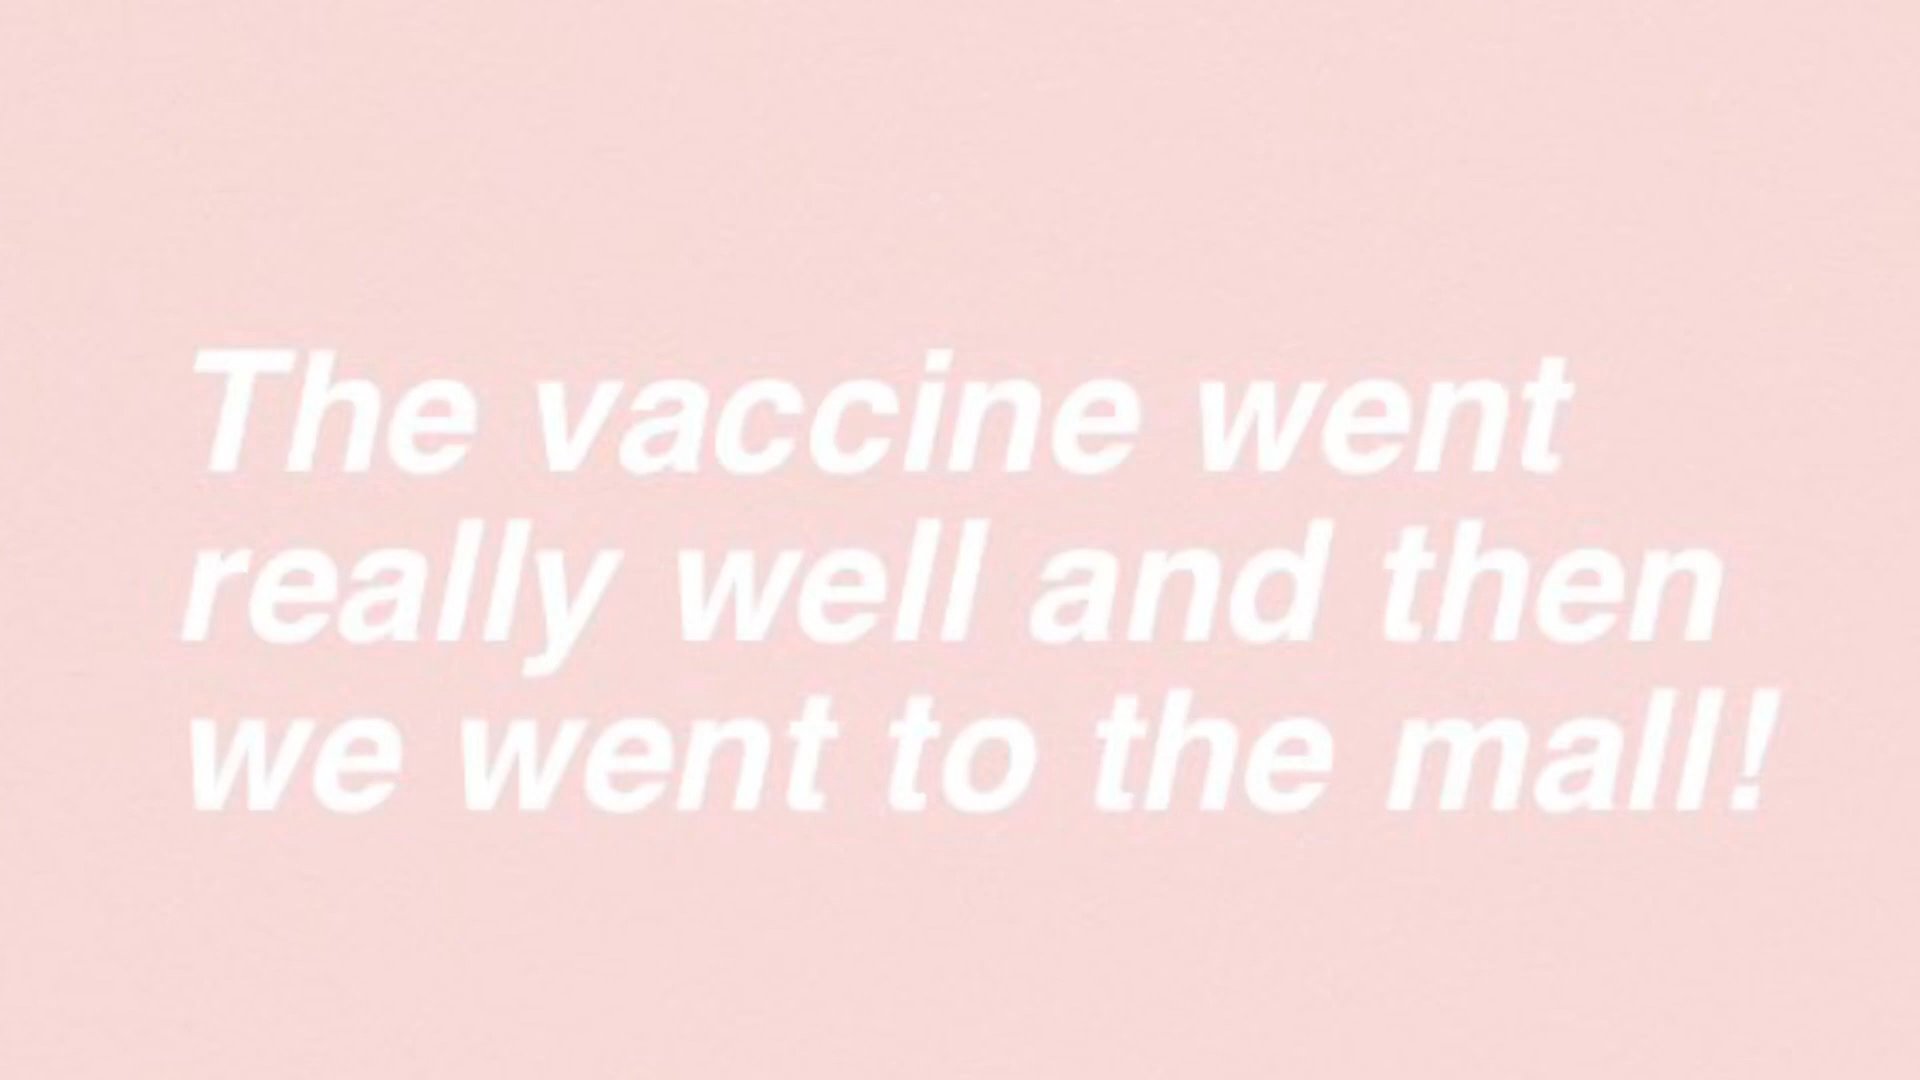 The vaccine went
really well and then
we went to the mall!